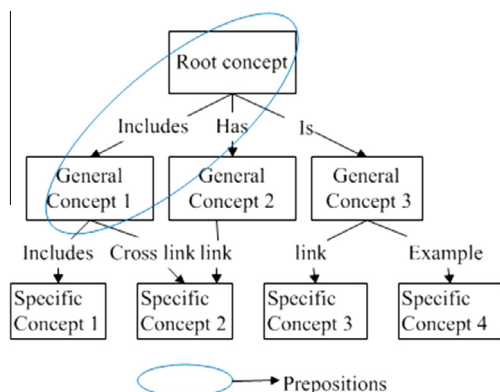 Root concept
Includes Has Is
General Concept 1
General Concept 2
General Concept 3
Includes Cross link link link Example
Specific Concept 1
Specific Concept 2
Specific Concept 3
Specific Concept 4
Prepositions